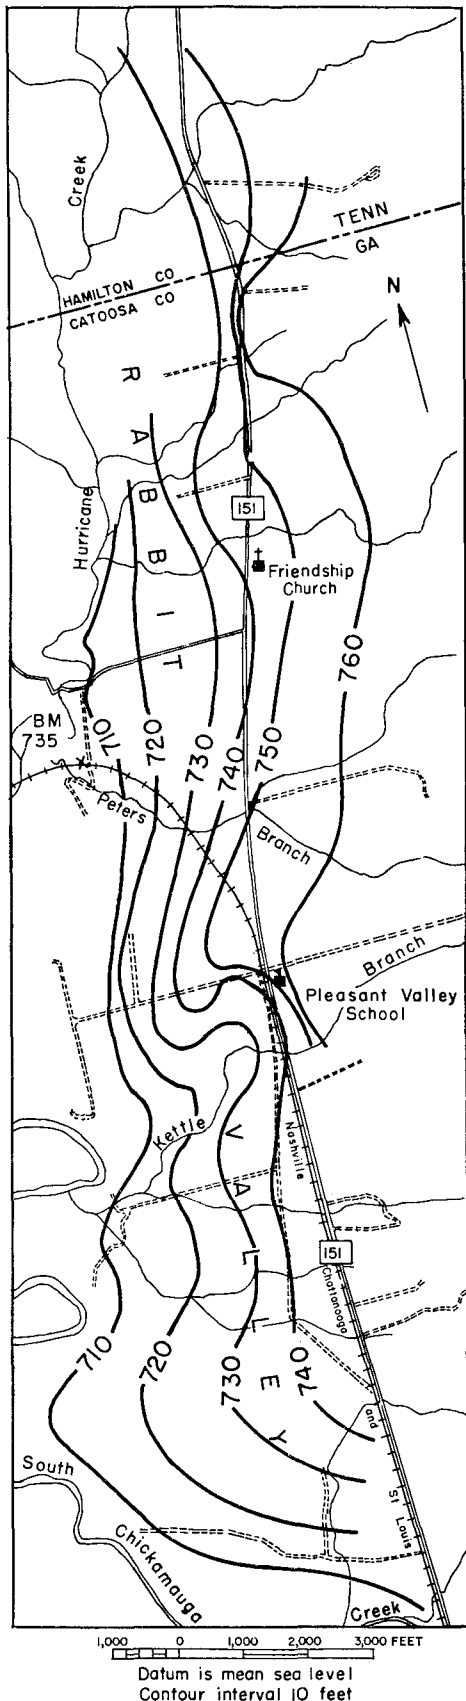 Creek
TENN
GA
HAMILTON CO
CATOOSA CO
N
RABBIT
Hurricane
151
Friendship
Church
760
BM
735
710
720
730
740
750
Peters
Branch
Branch
Pleasant Valley
School
Kettle
VALLEY
Nashville
151
Chattanooga
710
720
730
740
and
St Louis
South
Chickamauga
Creek
1,000 0 1,000 2,000 3,000 FEET
Datum is mean sea level
Contour interval 10 feet